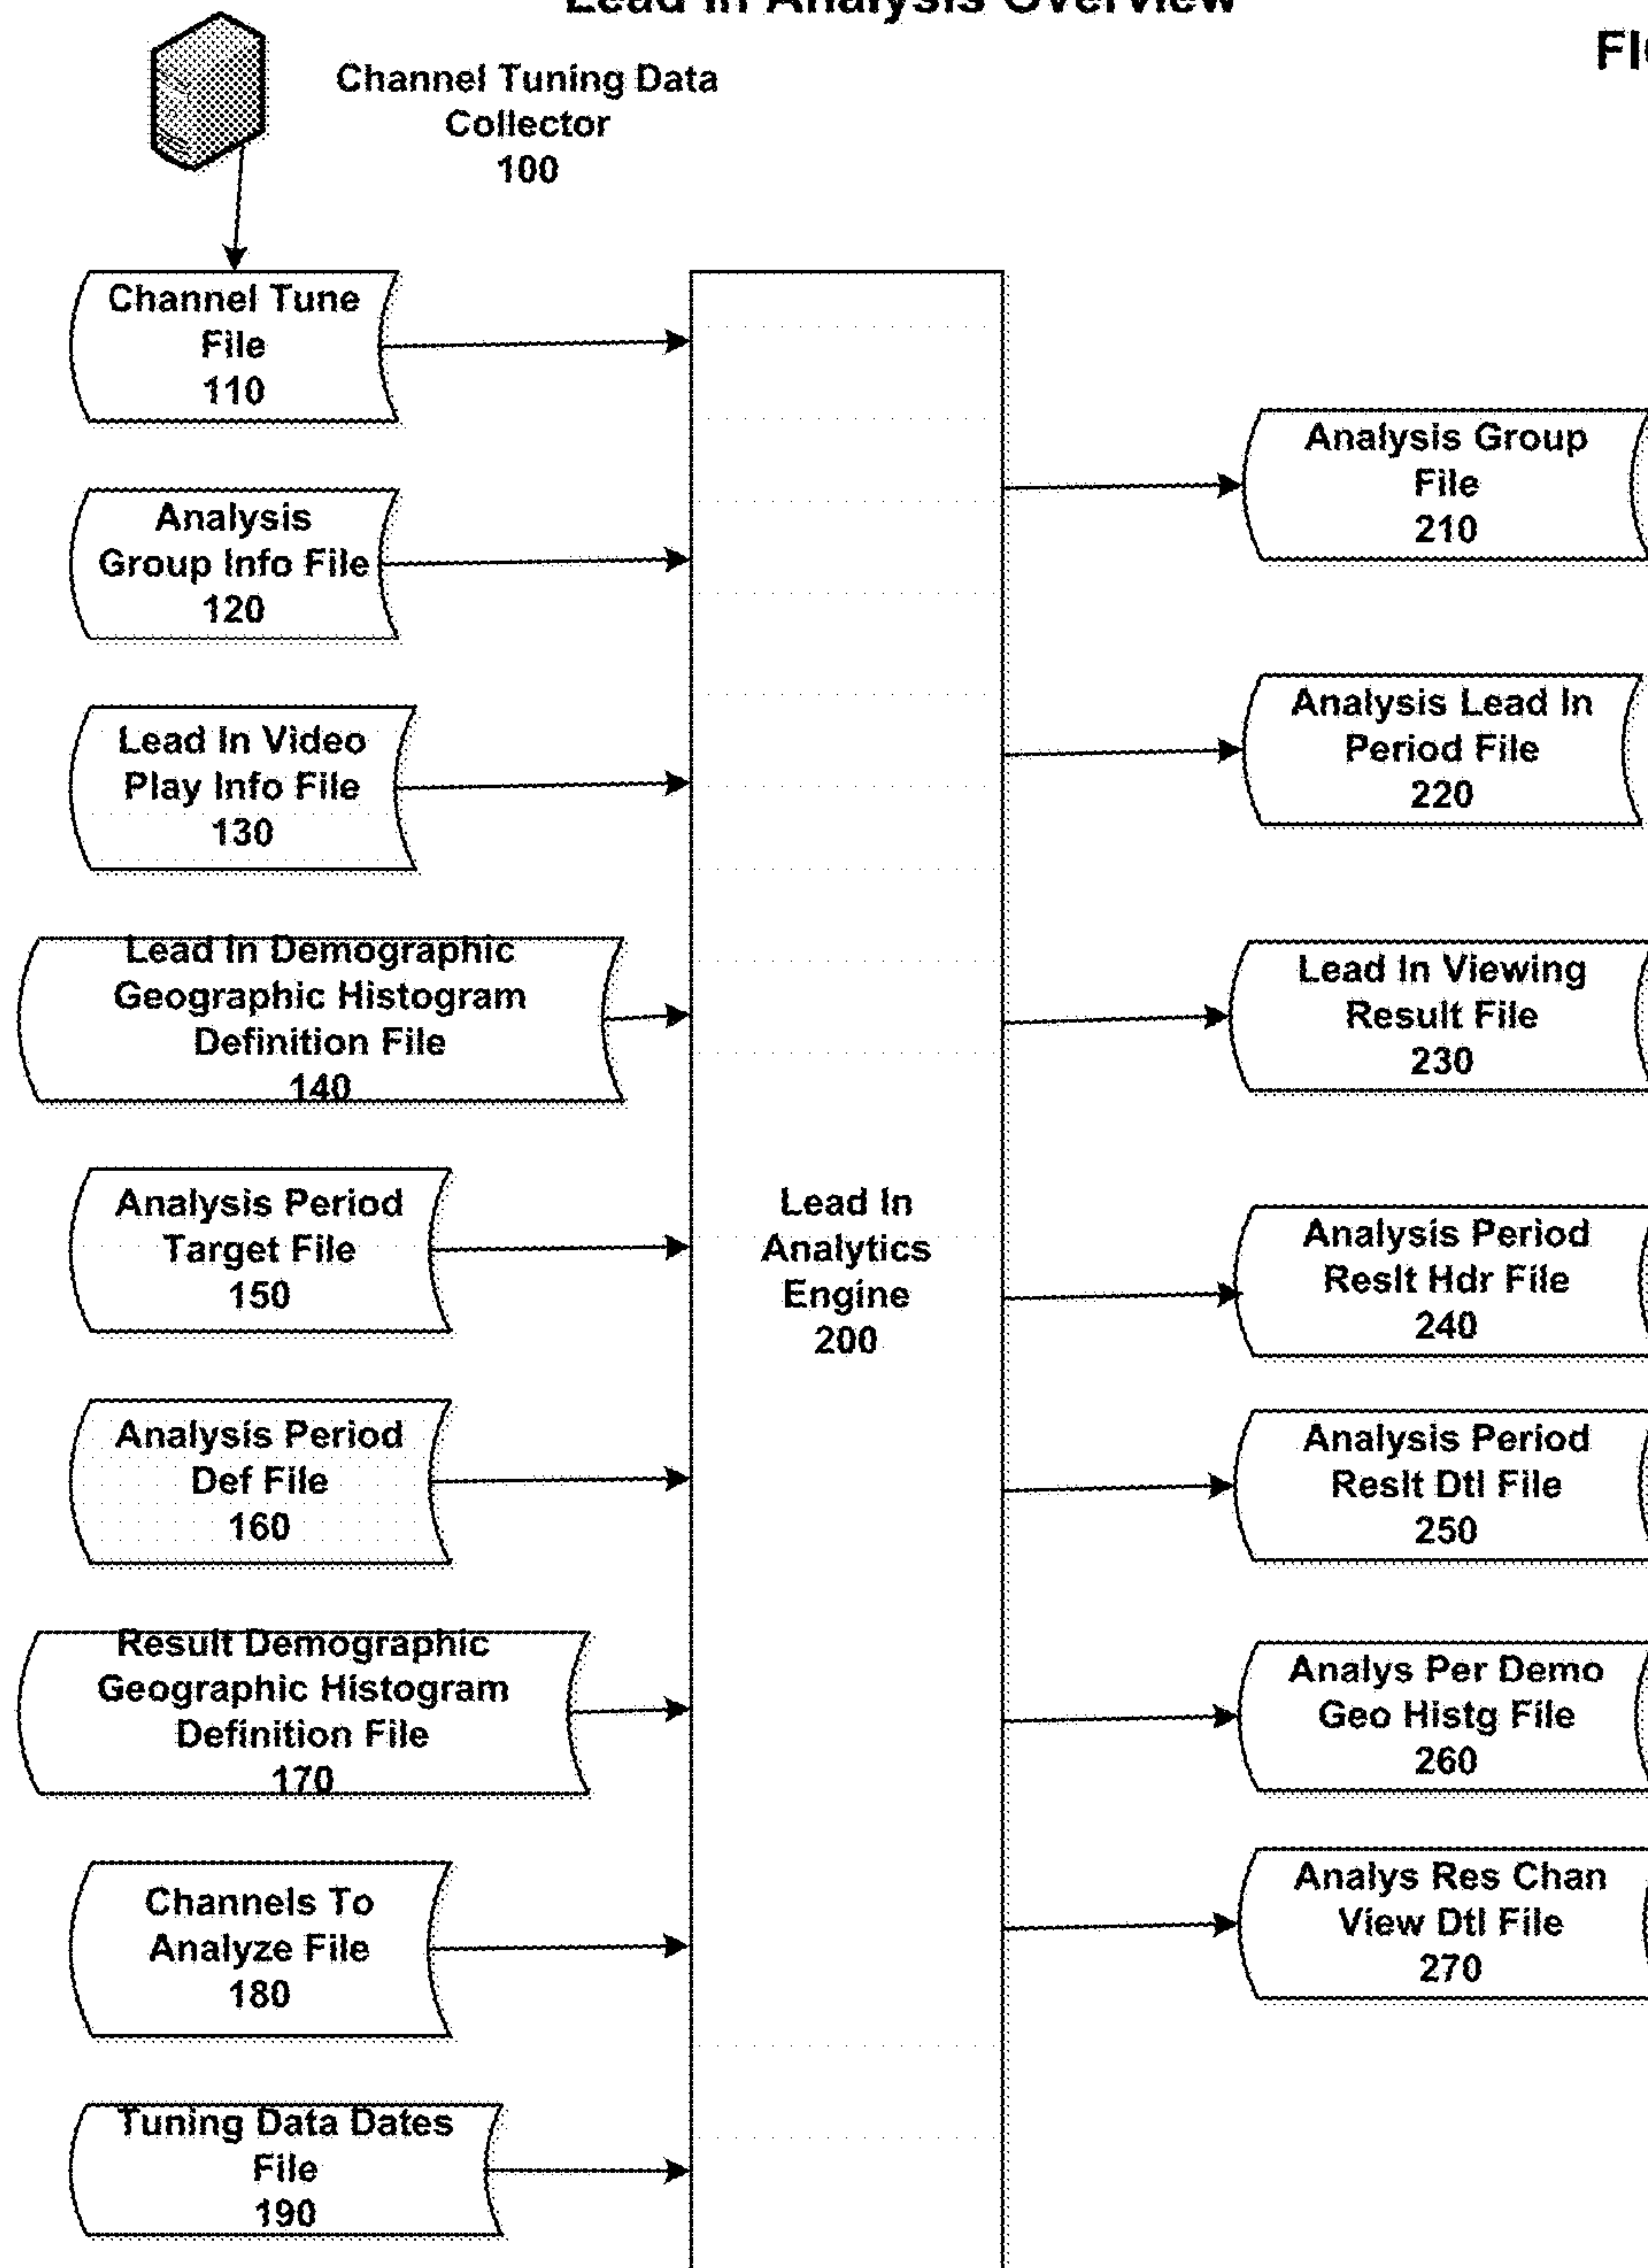 Lead In Analysis Overview
Channel Tuning Data
Collector
100
Channel Tune
File
110
Analysis
Group Info File
120
Lead In Video
Play Info File
130
Lead In Demographic
Geographic Histogram
Definition File
140
Analysis Period
Target File
150
Analysis Period
Def File
160
Result Demographic
Geographic Histogram
Definition File
170
Channels To
Analyze File
180
Tuning Data Dates
File
190
Lead In
Analytics
Engine
200
Analysis Group
File
210
Analysis Lead In
Period File
220
Lead In Viewing
Result File
230
Analysis Period
Reslt Hdr File
240
Analysis Period
Reslt Dtl File
250
Analys Per Demo
Geo Histg File
260
Analys Res Chan
View Dtl File
270